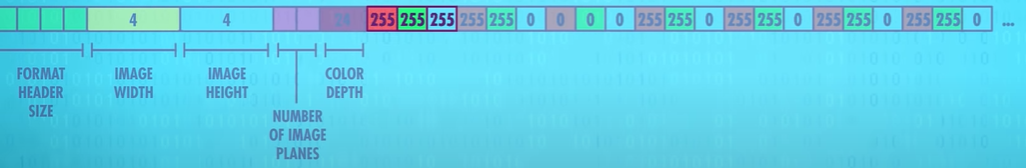 4 4 24 255 255 255 255 255 0 0 0 0 255 255 0 255 255 0 255 255 0 255 255 0 ...
FORMAT
HEADER
SIZE
IMAGE
WIDTH
IMAGE
HEIGHT
NUMBER
OF IMAGE
PLANES
COLOR
DEPTH